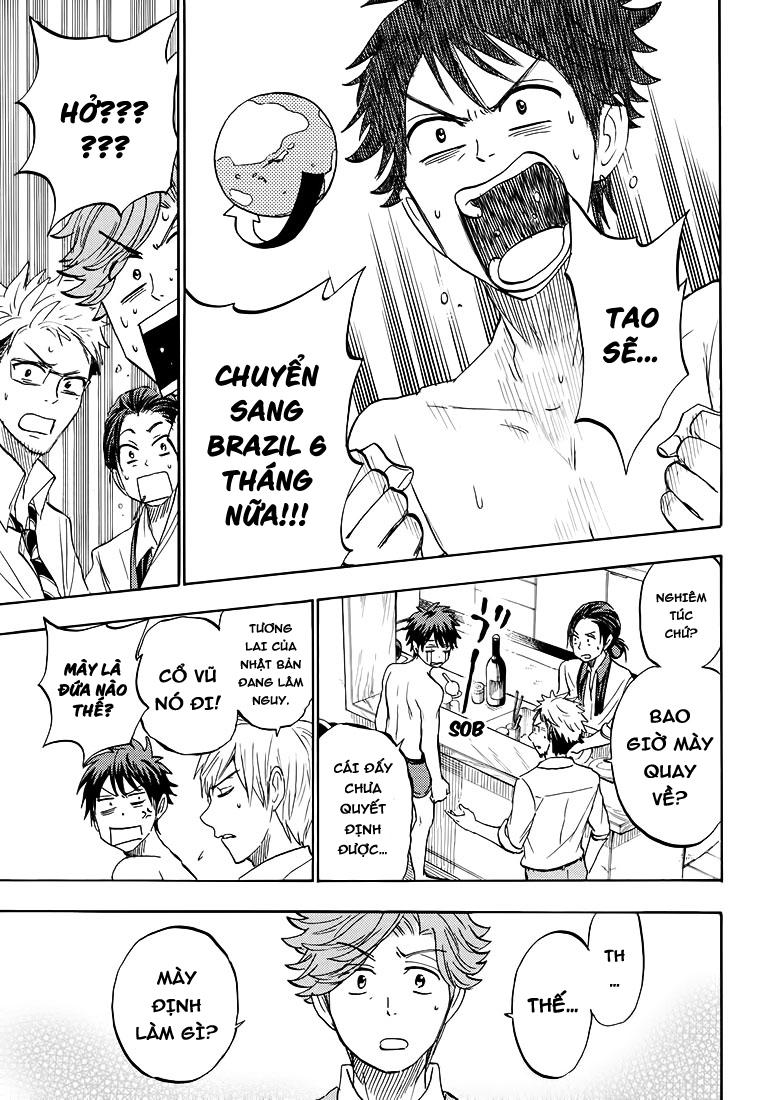 TAO
SẼ...
CHUYỂN
SANG
BRAZIL 6
THÁNG
NỮA!!!
HỞ???
???
NGHIÊM
TÚC
CHỨ?
BAO
GIỜ MÀY
QUAY
VỀ?
SOB
CÁI ĐẤY
CHƯA
QUYẾT
ĐỊNH
ĐƯỢC...
TƯƠNG
LAI CỦA
NHẬT BẢN
ĐANG LÂM
NGUY.
CỔ VŨ
NÓ ĐI!
MÀY LÀ
ĐỨA NÀO
THẾ?
TH
...
THẾ...
MÀY
ĐỊNH
LÀM GÌ?